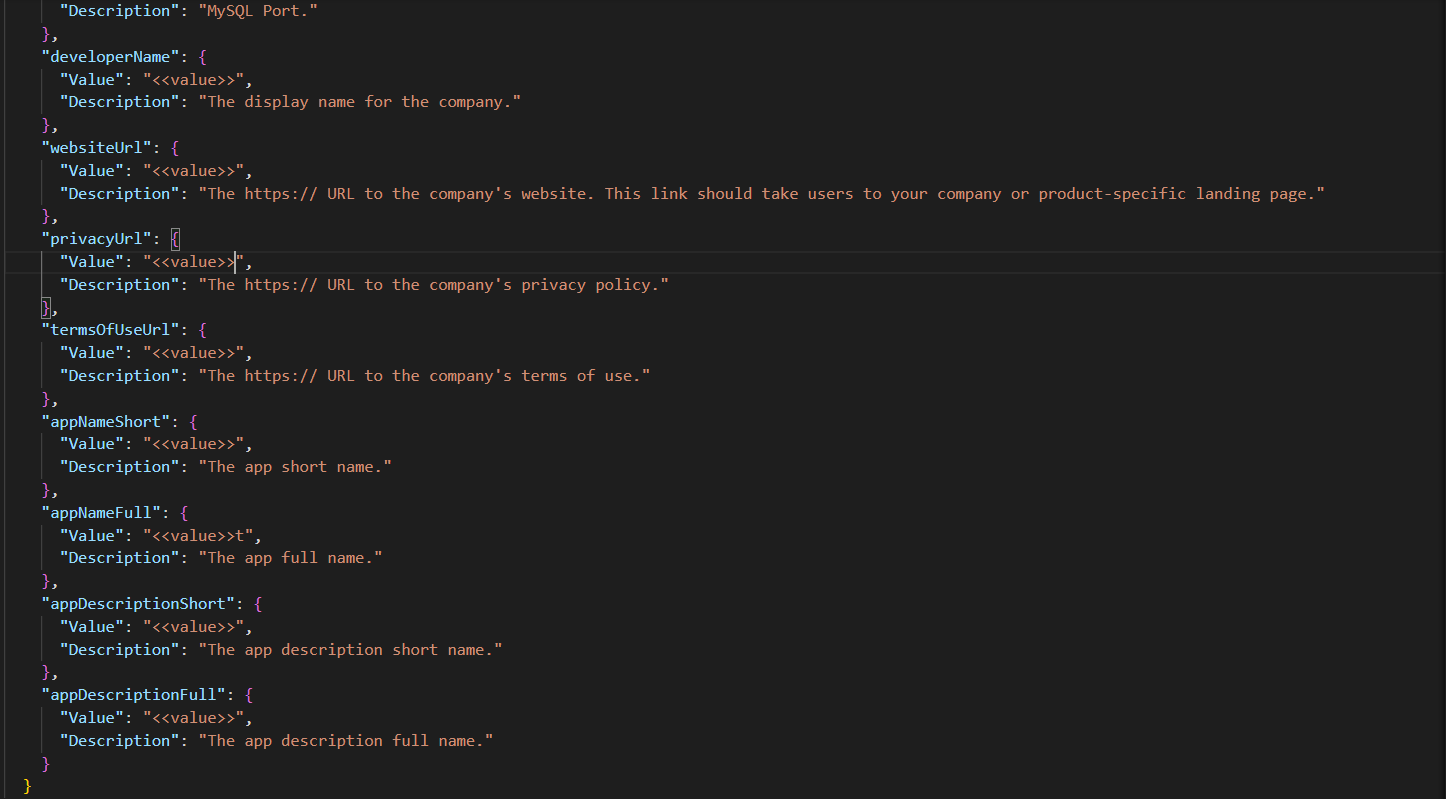 "Description": "MySQL Port."
},
"developerName": {
"Value": "<<value>>",
"Description": "The display name for the company."
},
"websiteUrl": {
"Value": "<<value>>",
"Description": "The https:// URL to the company's website. This link should take users to your company or product-specific landing page."
},
"privacyUrl": {
"Value": "<<value>>",
"Description": "The https:// URL to the company's privacy policy."
},
"termsOfUseUrl": {
"Value": "<<value>>",
"Description": "The https:// URL to the company's terms of use."
},
"appNameShort": {
"Value": "<<value>>",
"Description": "The app short name."
},
"appNameFull": {
"Value": "<<value>>t",
"Description": "The app full name."
},
"appDescriptionShort": {
"Value": "<<value>>",
"Description": "The app description short name."
},
"appDescriptionFull": {
"Value": "<<value>>",
"Description": "The app description full name."
}
}